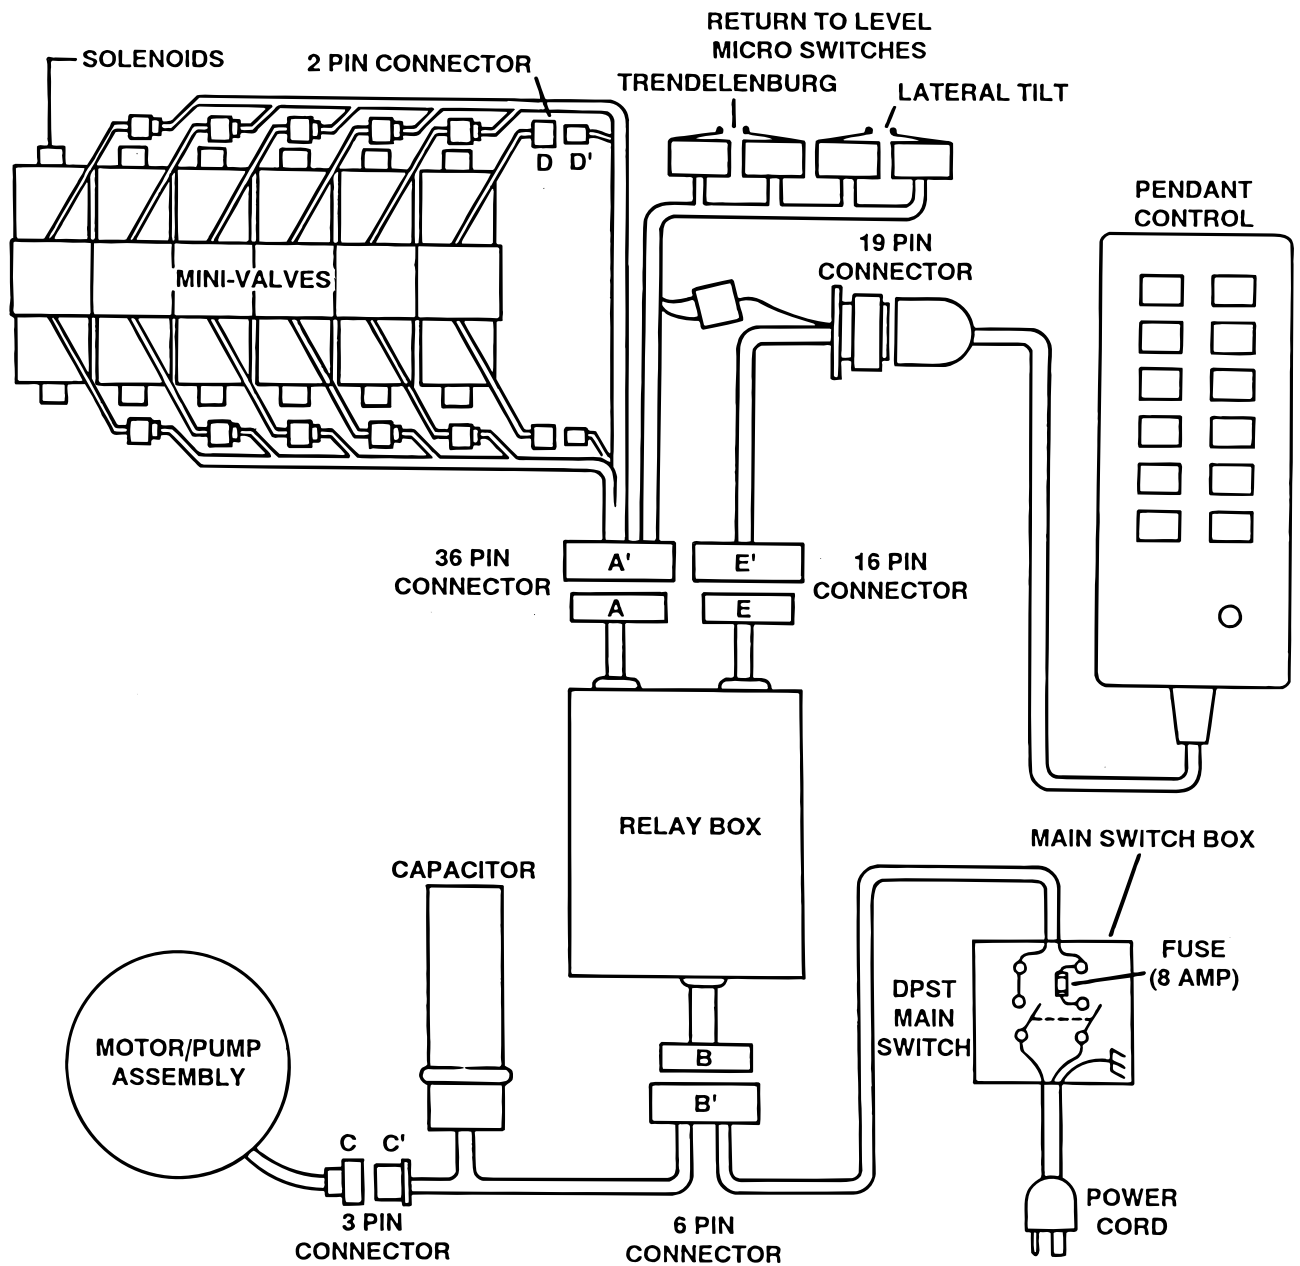 RETURN TO LEVEL
MICRO SWITCHES
SOLENOIDS
2 PIN CONNECTOR
TRENDELENBURG
LATERAL TILT
D D'
PENDANT
CONTROL
19 PIN
CONNECTOR
MINI-VALVES
36 PIN
CONNECTOR
A'
A
E'
E
16 PIN
CONNECTOR
RELAY BOX
MAIN SWITCH BOX
CAPACITOR
FUSE
(8 AMP)
DPST
MAIN
SWITCH
MOTOR/PUMP
ASSEMBLY
B
B'
C C'
3 PIN
CONNECTOR
6 PIN
CONNECTOR
POWER
CORD